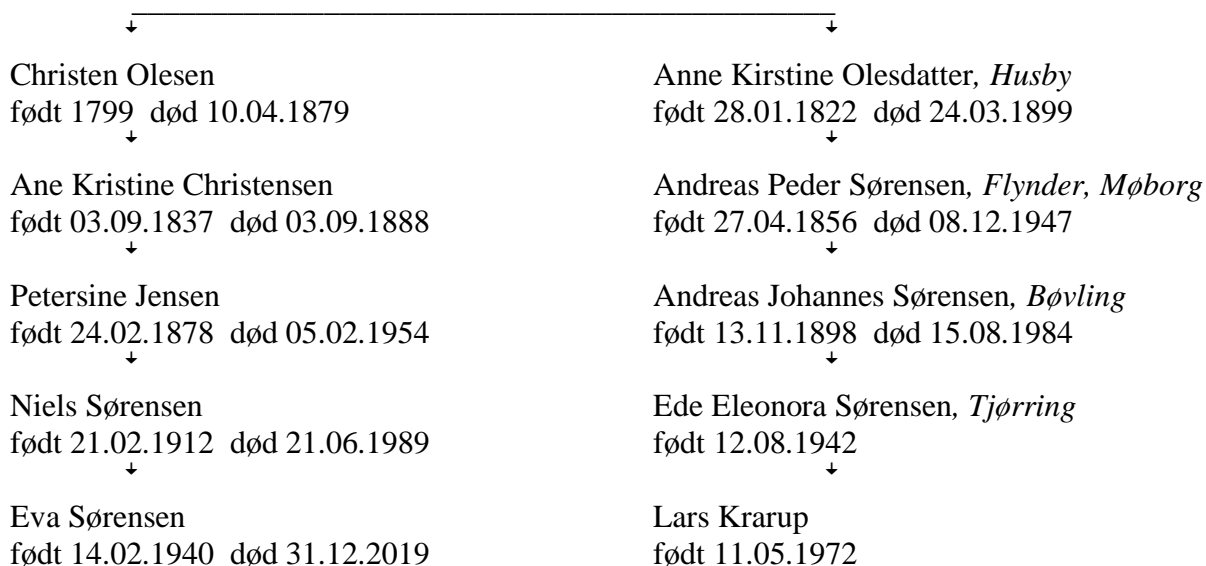 Christen Olesen
født 1799 død 10.04.1879
Ane Kristine Christensen
født 03.09.1837 død 03.09.1888
Petersine Jensen
født 24.02.1878 død 05.02.1954
Niels Sørensen
født 21.02.1912 død 21.06.1989
Eva Sørensen
født 14.02.1940 død 31.12.2019
Anne Kirstine Olesdatter, Husby
født 28.01.1822 død 24.03.1899
Andreas Peder Sørensen, Flynder, Møborg
født 27.04.1856 død 08.12.1947
Andreas Johannes Sørensen, Bøvling
født 13.11.1898 død 15.08.1984
Ede Eleonora Sørensen, Tjørring
født 12.08.1942
Lars Krarup
født 11.05.1972